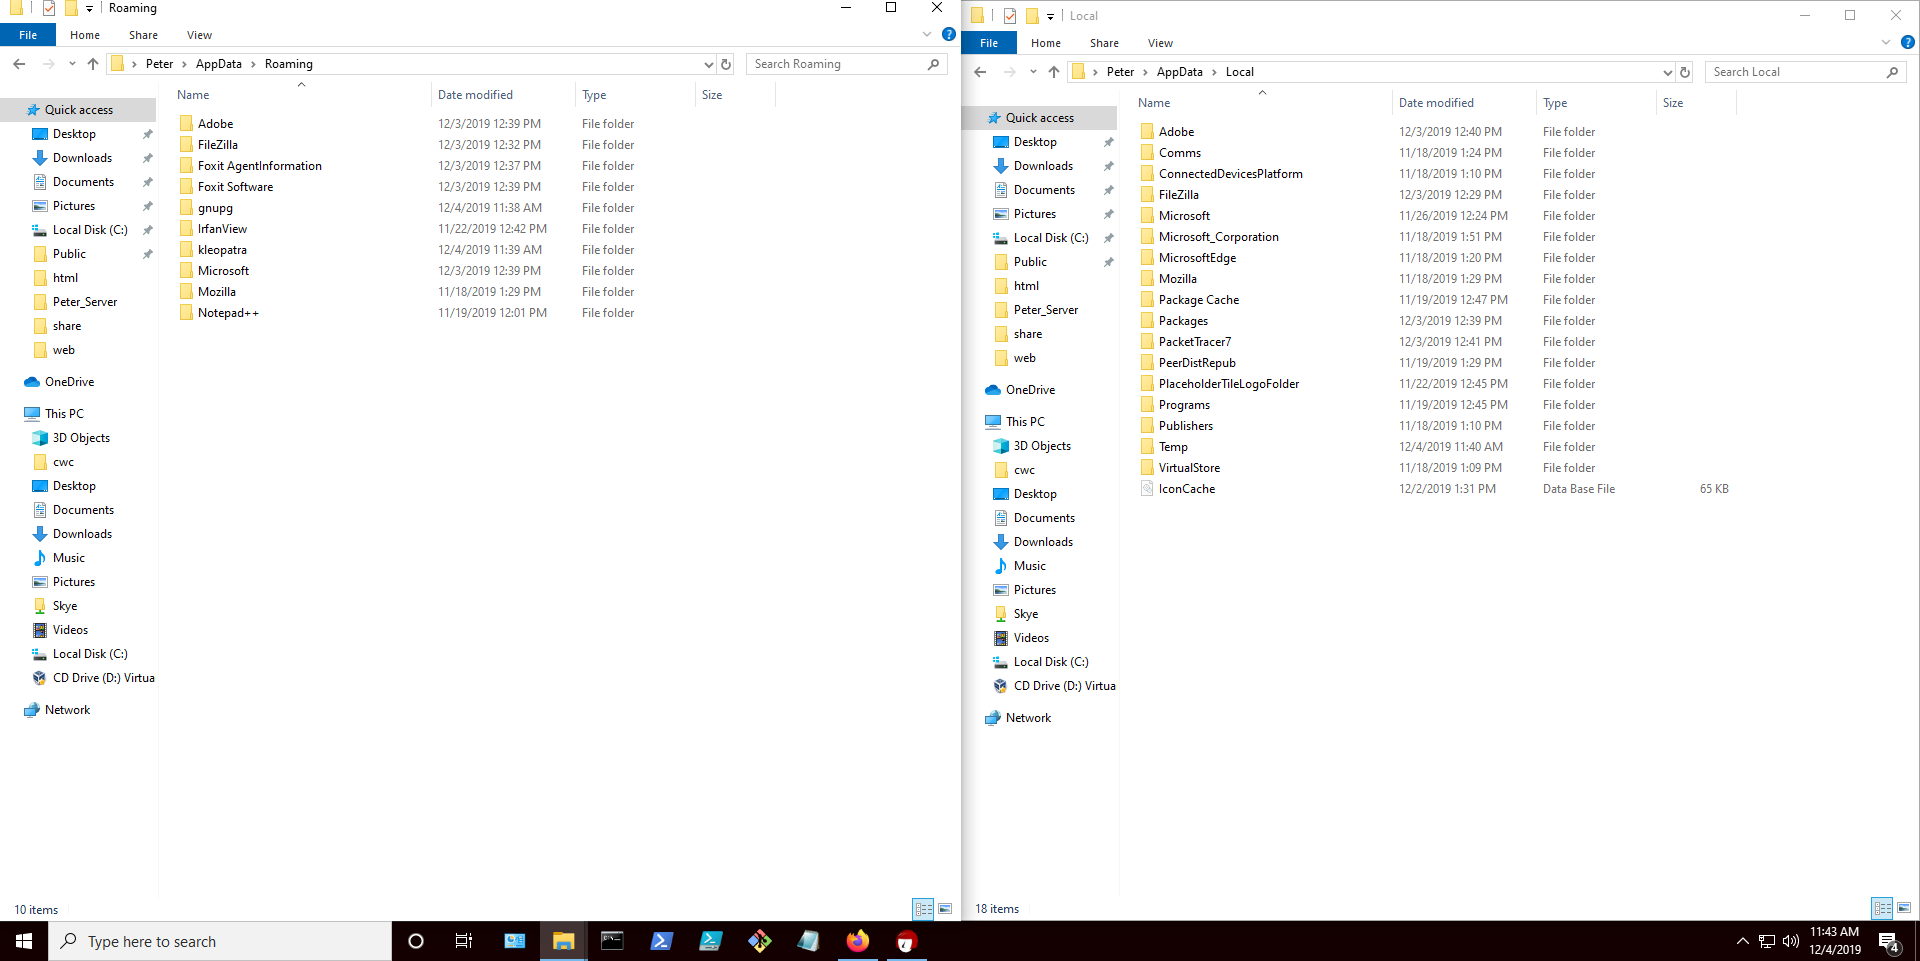 Roaming
File Home Share View
Peter > AppData > Roaming
Search Roaming
Name Date modified Type Size
Quick access
Desktop
Downloads
Documents
Pictures
Local Disk (C:)
Public
html
Peter_Server
share
web
OneDrive
This PC
3D Objects
cwc
Desktop
Documents
Downloads
Music
Pictures
Skye
Videos
Local Disk (C:)
CD Drive (D:) Virtua
Network
Adobe 12/3/2019 12:39 PM File folder
FileZilla 12/3/2019 12:32 PM File folder
Foxit AgentInformation 12/3/2019 12:37 PM File folder
Foxit Software 12/3/2019 12:39 PM File folder
gnupg 12/4/2019 11:38 AM File folder
IrfanView 11/22/2019 12:42 PM File folder
kleopatra 12/4/2019 11:39 AM File folder
Microsoft 12/3/2019 12:39 PM File folder
Mozilla 11/18/2019 1:29 PM File folder
Notepad++ 11/19/2019 12:01 PM File folder
10 items
Local
File Home Share View
Peter > AppData > Local
Search Local
Name Date modified Type Size
Quick access
Desktop
Downloads
Documents
Pictures
Local Disk (C:)
Public
html
Peter_Server
share
web
OneDrive
This PC
3D Objects
cwc
Desktop
Documents
Downloads
Music
Pictures
Skye
Videos
Local Disk (C:)
CD Drive (D:) Virtua
Network
Adobe 12/3/2019 12:40 PM File folder
Comms 11/18/2019 1:24 PM File folder
ConnectedDevicesPlatform 11/18/2019 1:10 PM File folder
FileZilla 12/3/2019 12:29 PM File folder
Microsoft 11/26/2019 12:24 PM File folder
Microsoft_Corporation 11/18/2019 1:51 PM File folder
MicrosoftEdge 11/18/2019 1:20 PM File folder
Mozilla 11/18/2019 1:29 PM File folder
Package Cache 11/19/2019 12:47 PM File folder
Packages 12/3/2019 12:39 PM File folder
PacketTracer7 12/3/2019 12:41 PM File folder
PeerDistRepub 11/19/2019 1:29 PM File folder
PlaceholderTileLogoFolder 11/22/2019 12:45 PM File folder
Programs 11/19/2019 12:45 PM File folder
Publishers 11/18/2019 1:10 PM File folder
Temp 12/4/2019 11:40 AM File folder
VirtualStore 11/18/2019 1:09 PM File folder
IconCache 12/2/2019 1:31 PM Data Base File 65 KB
18 items
Type here to search
11:43 AM
12/4/2019
4